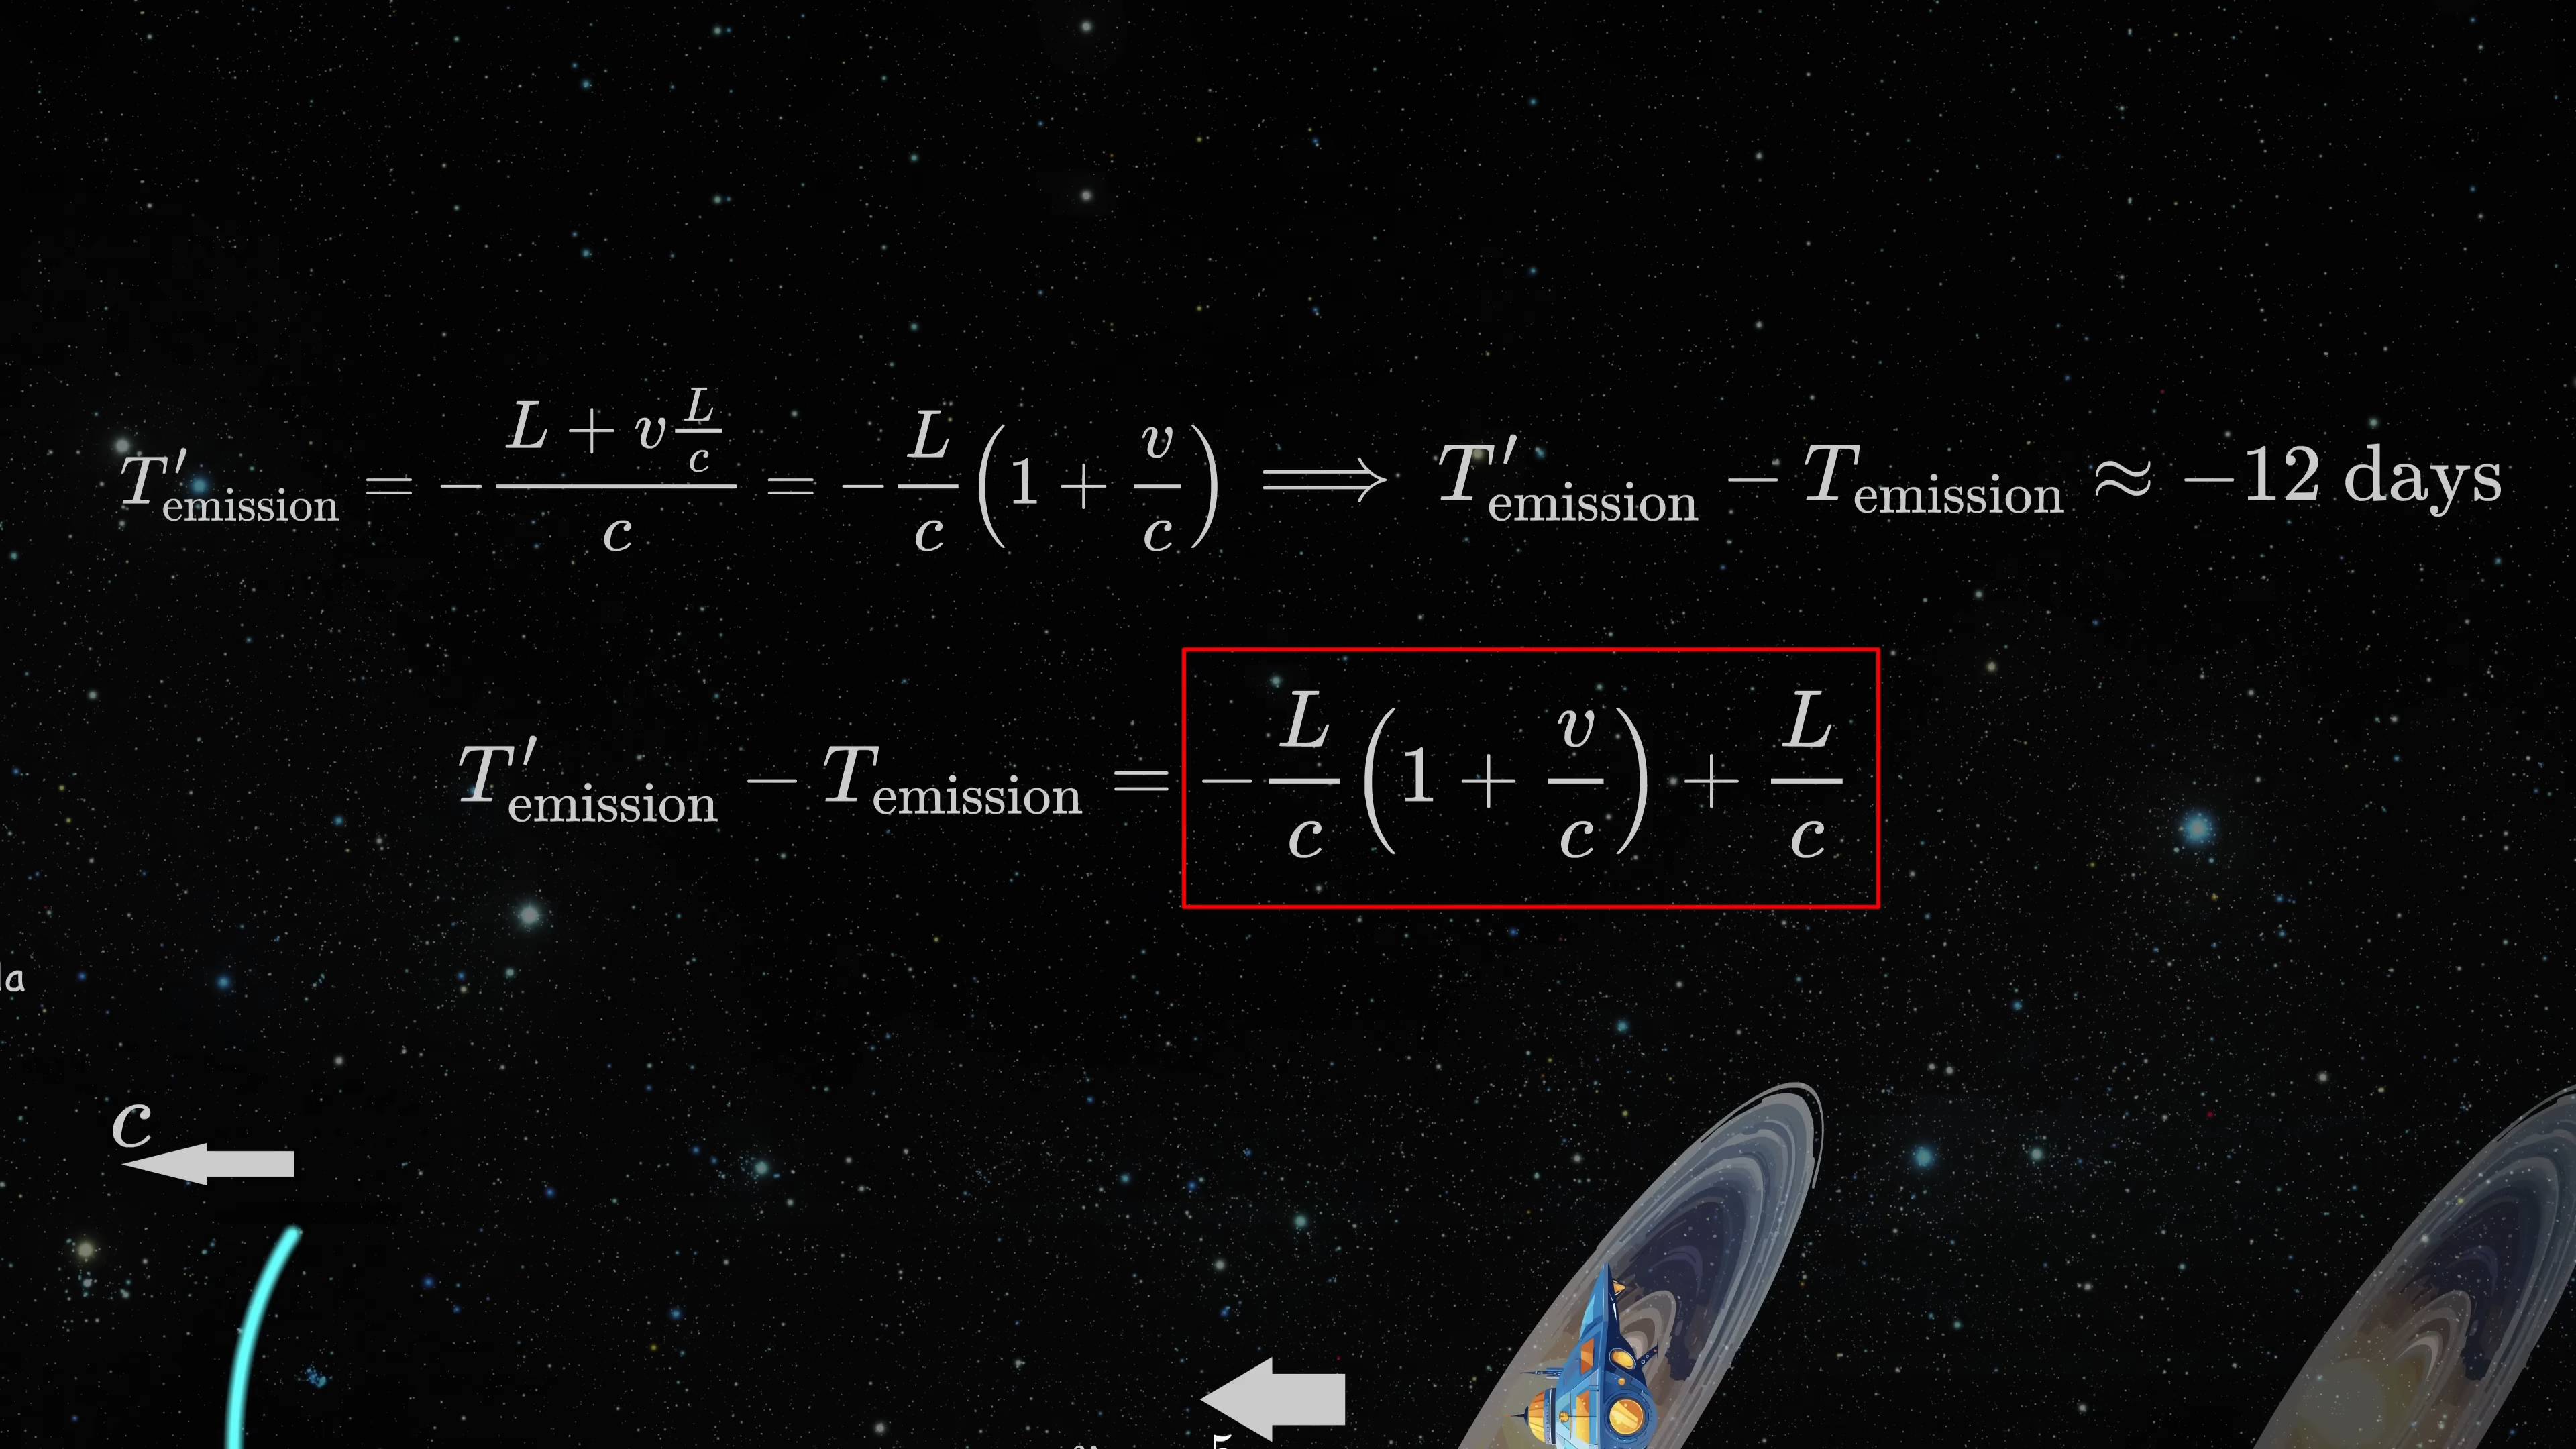 T′emission = −(L + v L/c)/c = −L/c (1 + v/c) ⟹ T′emission − Temission ≈ −12 days
T′emission − Temission = −L/c (1 + v/c) + L/c
c